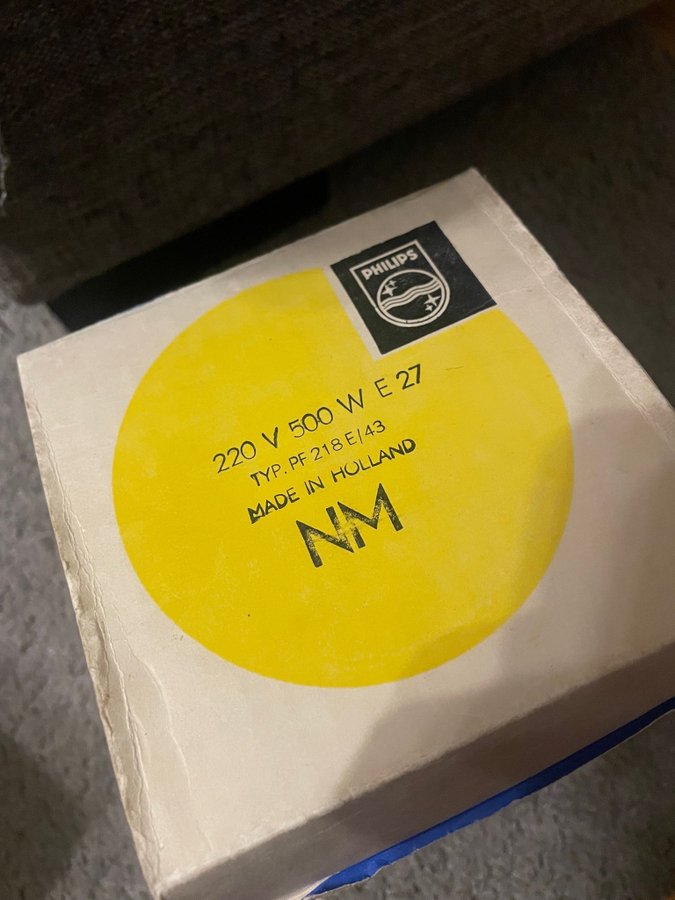 PHILIPS
220 V 500 W E 27
TYP. PF 218 E/43
MADE IN HOLLAND
NM